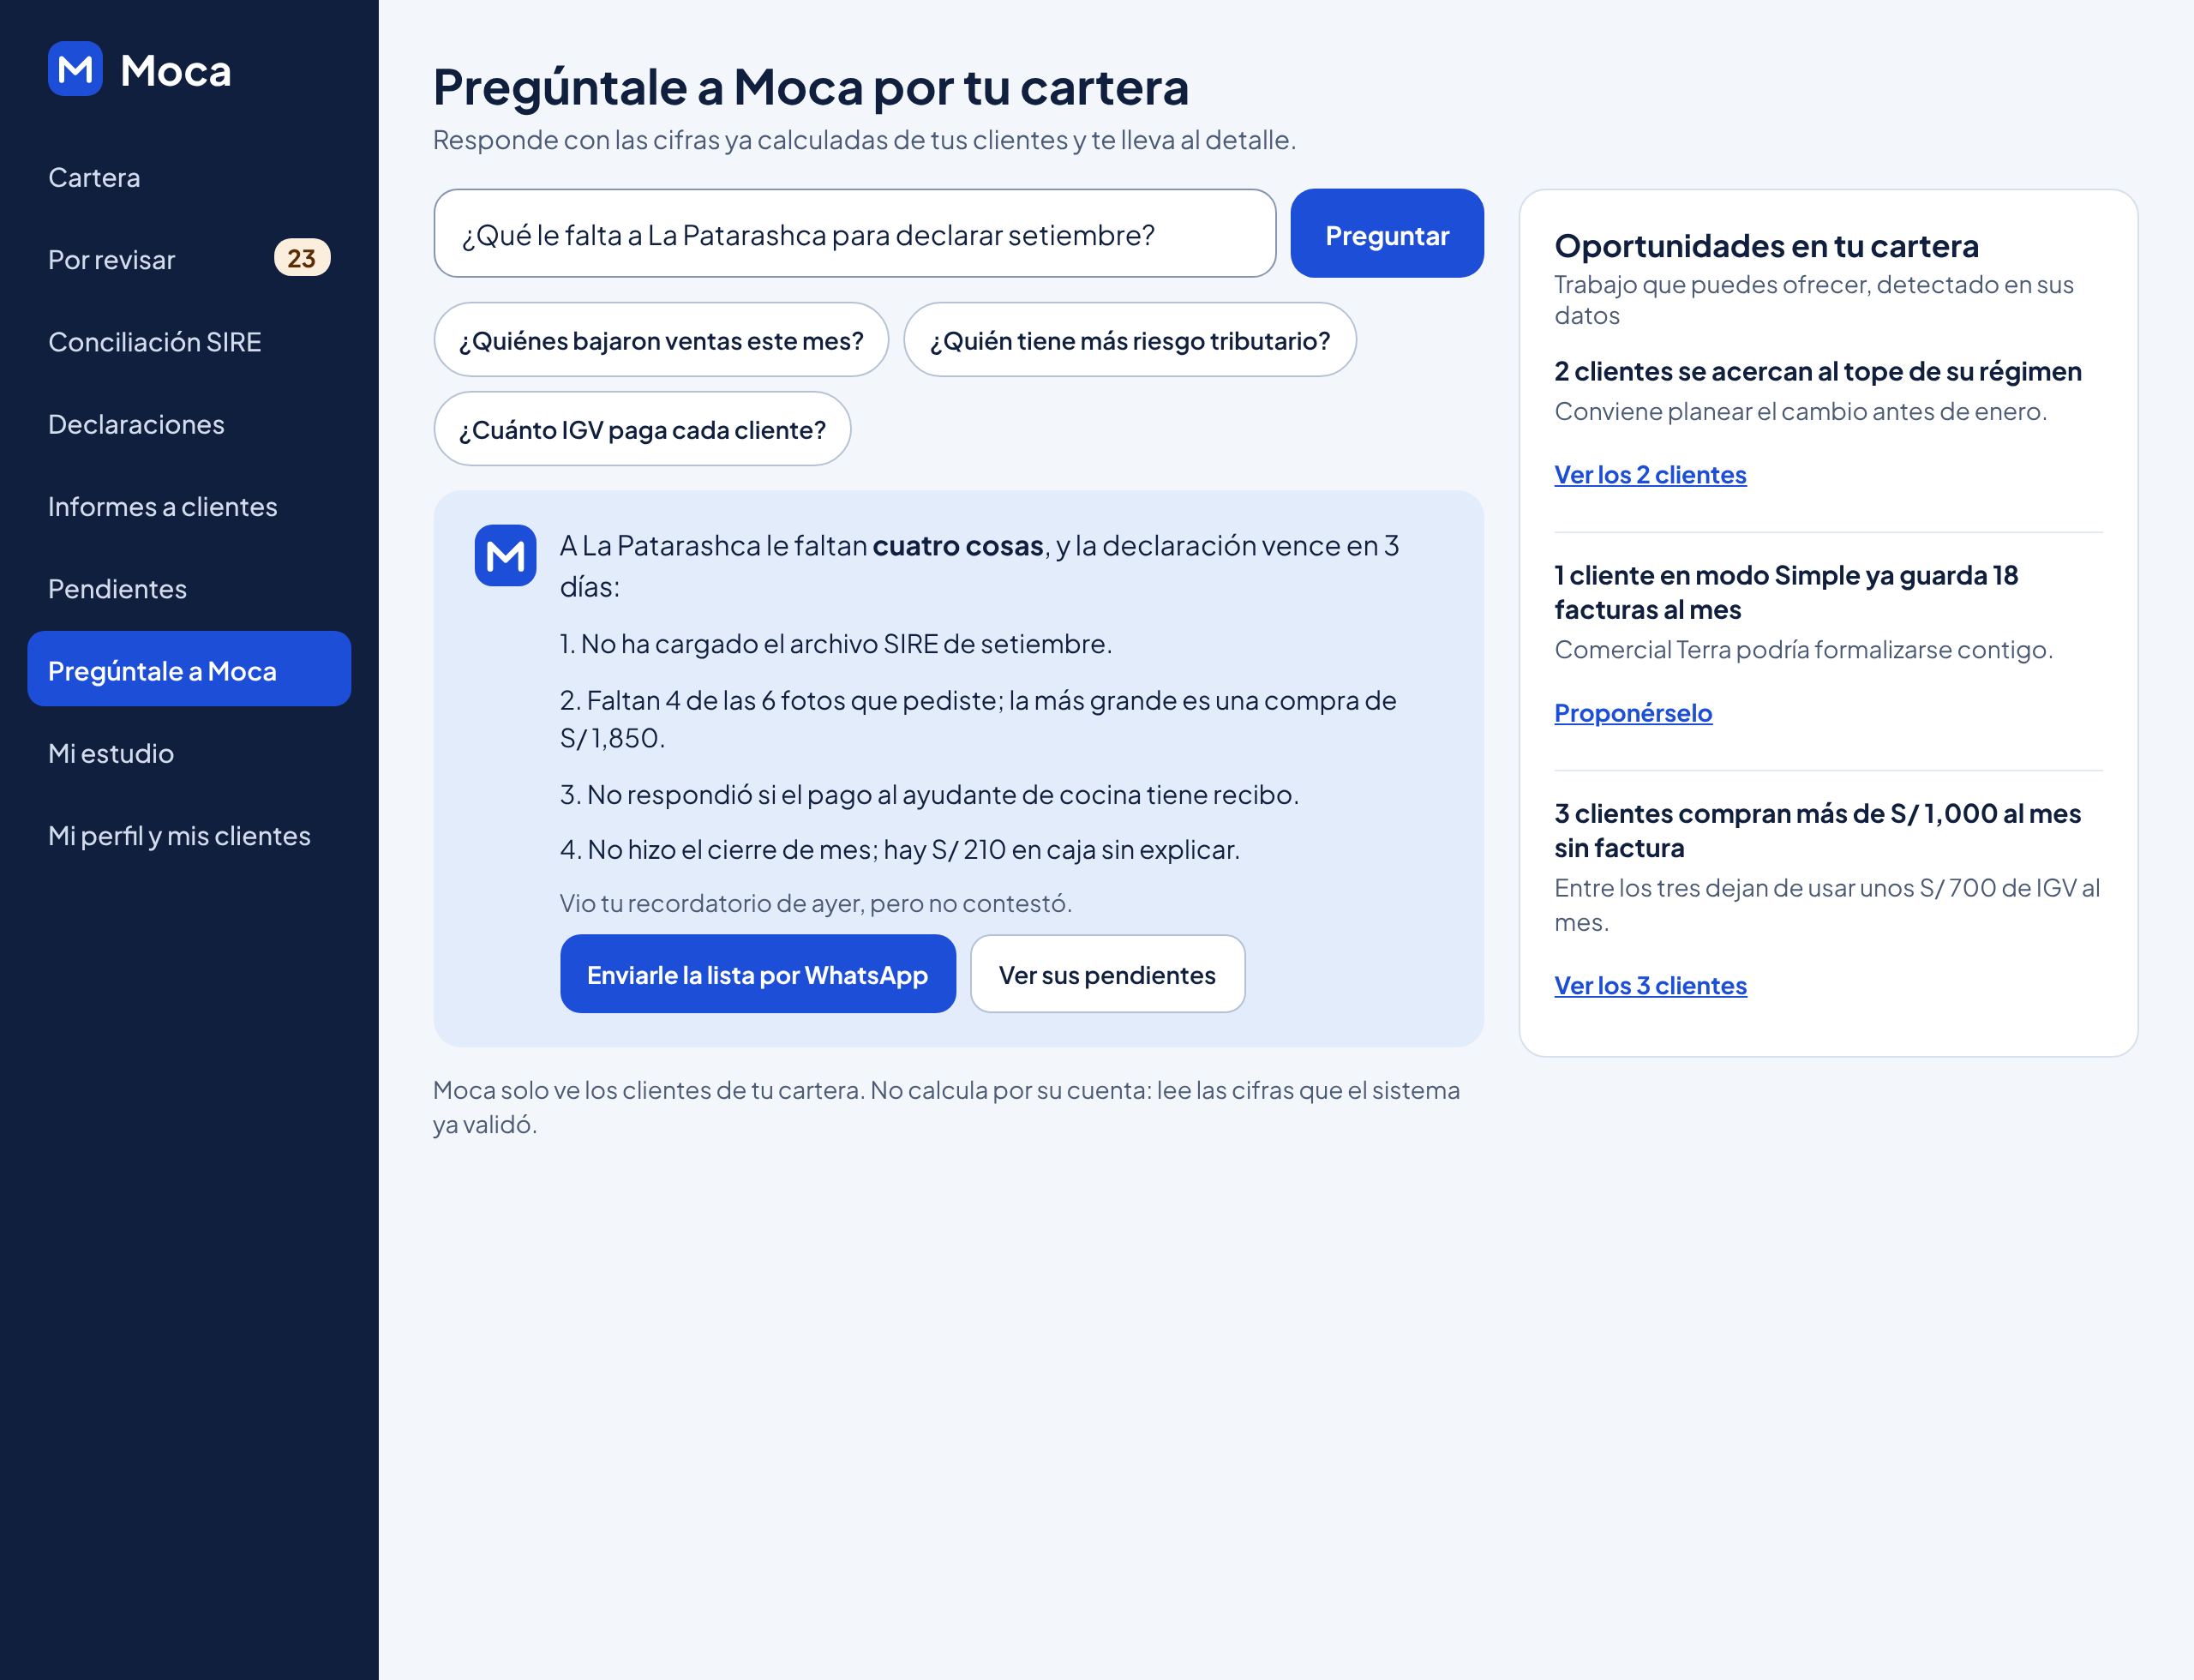 Moca
Cartera
Por revisar 23
Conciliación SIRE
Declaraciones
Informes a clientes
Pendientes
Pregúntale a Moca
Mi estudio
Mi perfil y mis clientes
Pregúntale a Moca por tu cartera
Responde con las cifras ya calculadas de tus clientes y te lleva al detalle.
¿Qué le falta a La Patarashca para declarar setiembre?
Preguntar
¿Quiénes bajaron ventas este mes?
¿Quién tiene más riesgo tributario?
¿Cuánto IGV paga cada cliente?
A La Patarashca le faltan cuatro cosas, y la declaración vence en 3
días:
1. No ha cargado el archivo SIRE de setiembre.
2. Faltan 4 de las 6 fotos que pediste; la más grande es una compra de
S/ 1,850.
3. No respondió si el pago al ayudante de cocina tiene recibo.
4. No hizo el cierre de mes; hay S/ 210 en caja sin explicar.
Vio tu recordatorio de ayer, pero no contestó.
Enviarle la lista por WhatsApp
Ver sus pendientes
Moca solo ve los clientes de tu cartera. No calcula por su cuenta: lee las cifras que el sistema
ya validó.
Oportunidades en tu cartera
Trabajo que puedes ofrecer, detectado en sus
datos
2 clientes se acercan al tope de su régimen
Conviene planear el cambio antes de enero.
Ver los 2 clientes
1 cliente en modo Simple ya guarda 18
facturas al mes
Comercial Terra podría formalizarse contigo.
Proponérselo
3 clientes compran más de S/ 1,000 al mes
sin factura
Entre los tres dejan de usar unos S/ 700 de IGV al
mes.
Ver los 3 clientes